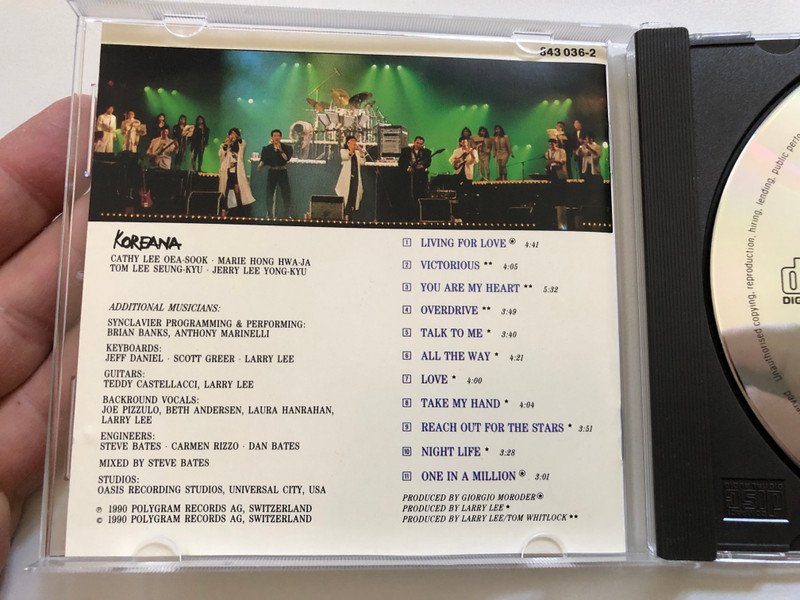 843 036-2
KOREANA
CATHY LEE OEA-SOOK · MARIE HONG HWA-JA
TOM LEE SEUNG-KYU · JERRY LEE YONG-KYU
ADDITIONAL MUSICIANS:
SYNCLAVIER PROGRAMMING & PERFORMING:
BRIAN BANKS, ANTHONY MARINELLI
KEYBOARDS:
JEFF DANIEL · SCOTT GREER · LARRY LEE
GUITARS:
TEDDY CASTELLACCI, LARRY LEE
BACKROUND VOCALS:
JOE PIZZULO, BETH ANDERSEN, LAURA HANRAHAN,
LARRY LEE
ENGINEERS:
STEVE BATES · CARMEN RIZZO · DAN BATES
MIXED BY STEVE BATES
STUDIOS:
OASIS RECORDING STUDIOS, UNIVERSAL CITY, USA
℗ 1990 POLYGRAM RECORDS AG, SWITZERLAND
© 1990 POLYGRAM RECORDS AG, SWITZERLAND
1 LIVING FOR LOVE ⍟ 4:41
2 VICTORIOUS ** 4:05
3 YOU ARE MY HEART ** 5:32
4 OVERDRIVE ** 3:49
5 TALK TO ME * 3:40
6 ALL THE WAY * 4:21
7 LOVE * 4:00
8 TAKE MY HAND * 4:04
9 REACH OUT FOR THE STARS * 3:51
10 NIGHT LIFE * 3:28
11 ONE IN A MILLION ⍟ 3:01
PRODUCED BY GIORGIO MORODER ⍟
PRODUCED BY LARRY LEE *
PRODUCED BY LARRY LEE/TOM WHITLOCK **
Unauthorised copying, reproduction, hiring, lending, public